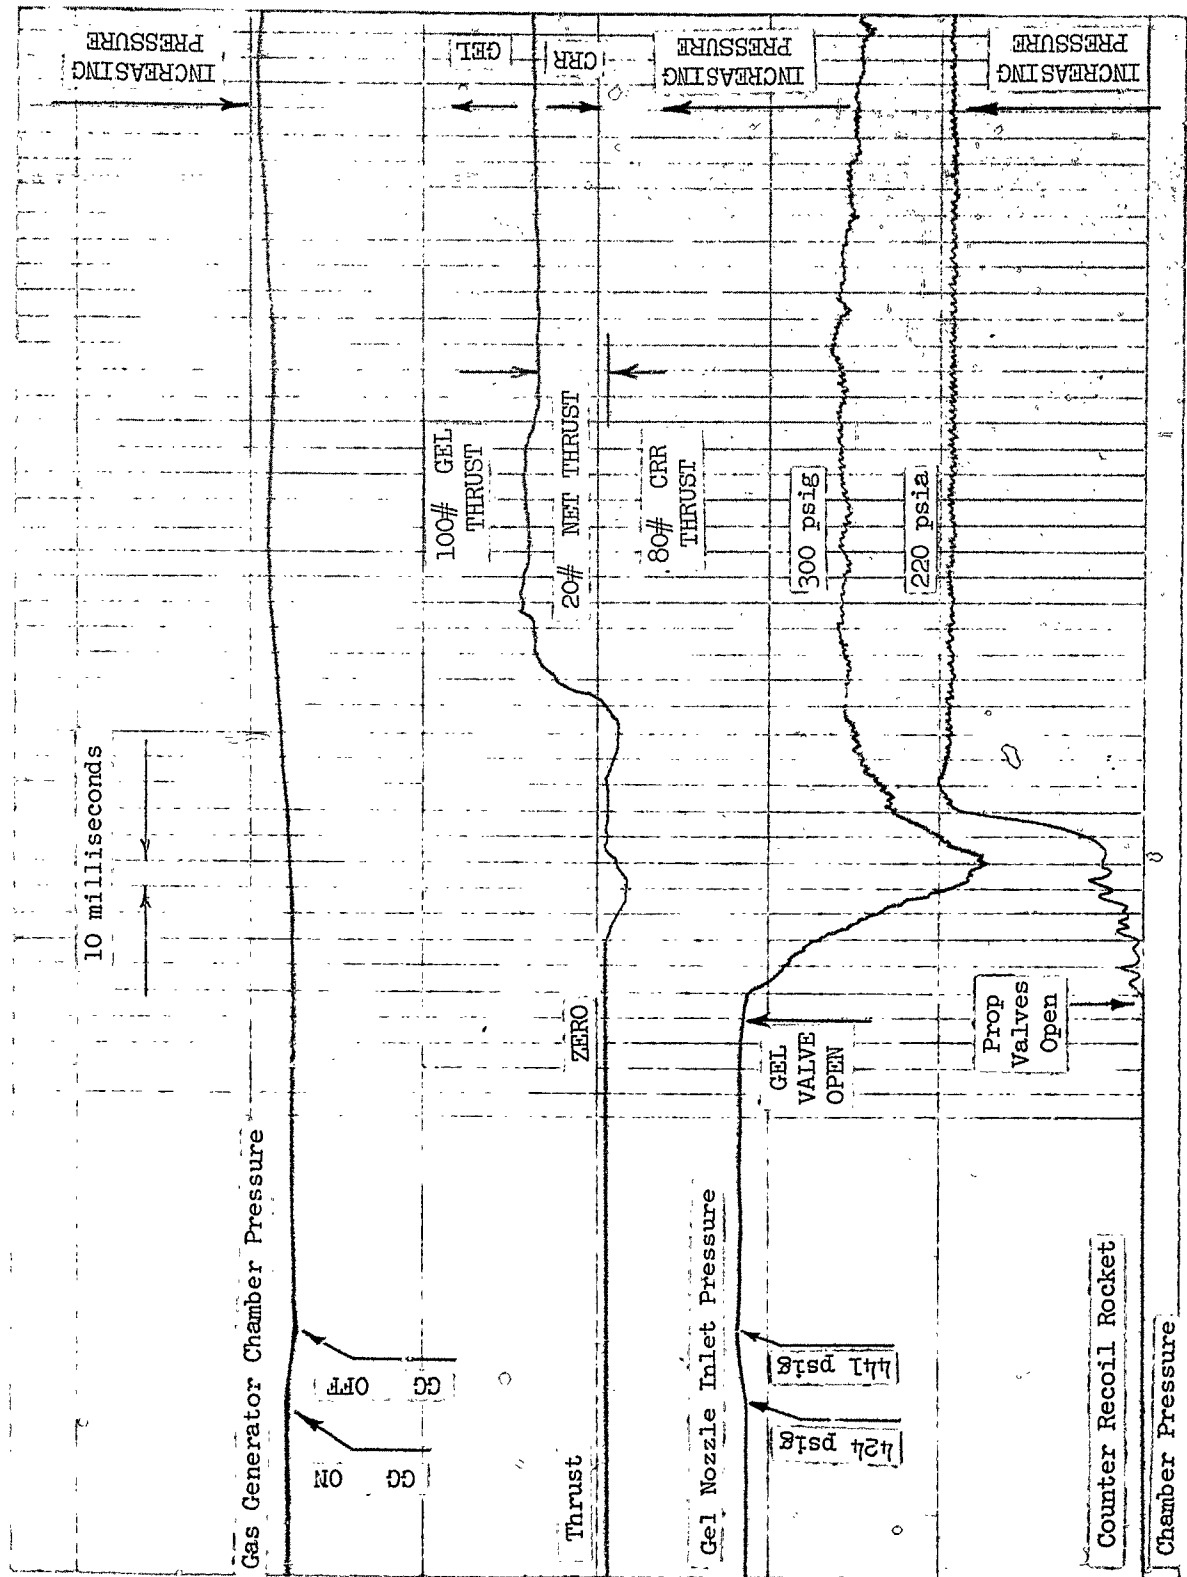 Gas Generator Chamber Pressure
GG ON
GG OFF
10 milliseconds
INCREASING
PRESSURE
Thrust
ZERO
100# GEL
THRUST
20# NET THRUST
80# CRR
THRUST
GEL
CRR
Gel Nozzle Inlet Pressure
424 psig
441 psig
GEL
VALVE
OPEN
300 psig
INCREASING
PRESSURE
Counter Recoil Rocket
Chamber Pressure
Prop
Valves
Open
220 psia
INCREASING
PRESSURE